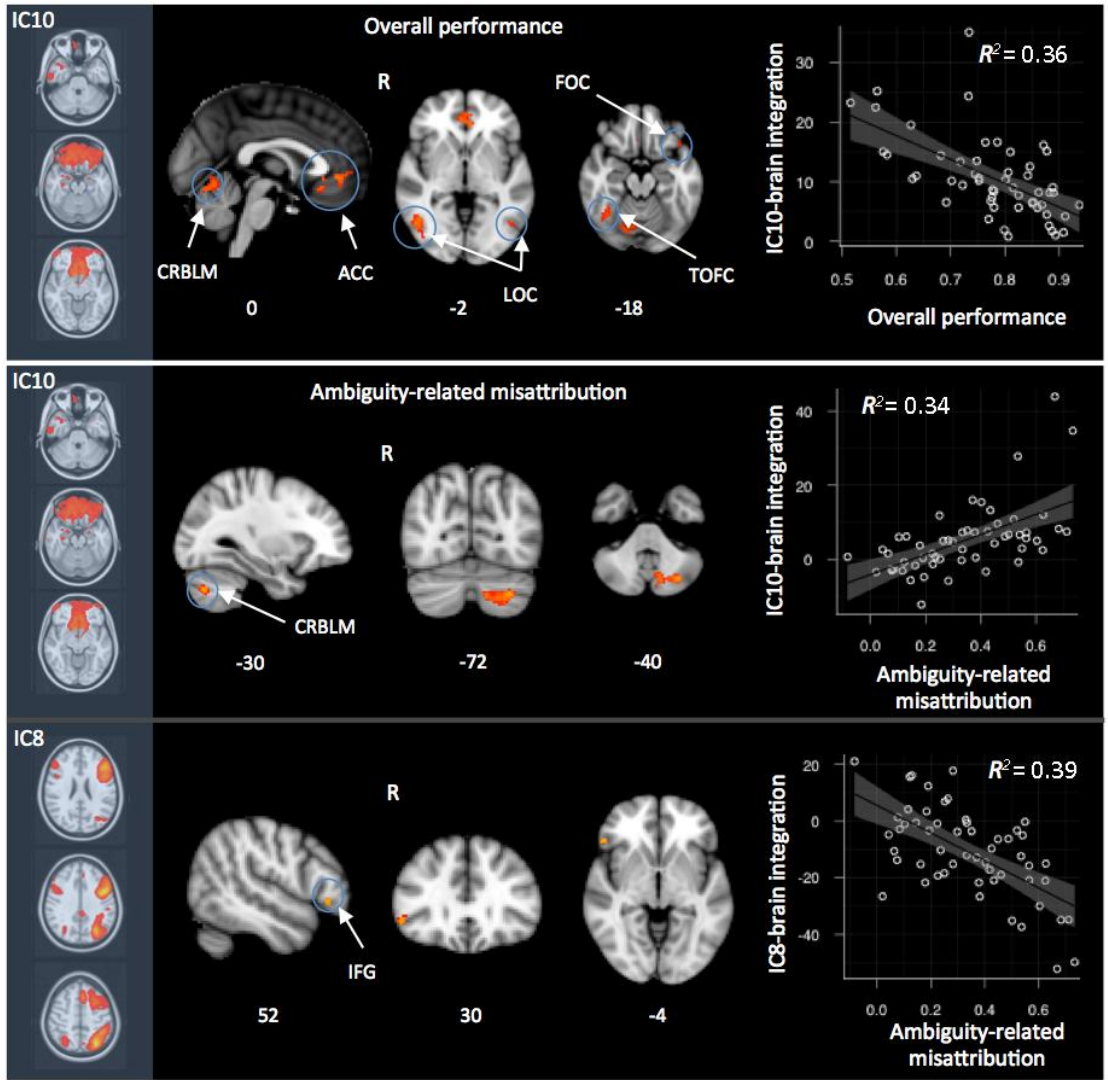 IC10
Overall performance
R
FOC
CRBLM
ACC
LOC
TOFC
0
-2
-18
R² = 0.36
IC10-brain integration
30
20
10
0
0.5 0.6 0.7 0.8 0.9
Overall performance
IC10
Ambiguity-related misattribution
R
CRBLM
-30
-72
-40
R² = 0.34
IC10-brain integration
40
20
0
0.0 0.2 0.4 0.6
Ambiguity-related
misattribution
IC8
R
IFG
52
30
-4
R² = 0.39
IC8-brain integration
20
0
-20
-40
0.0 0.2 0.4 0.6
Ambiguity-related
misattribution